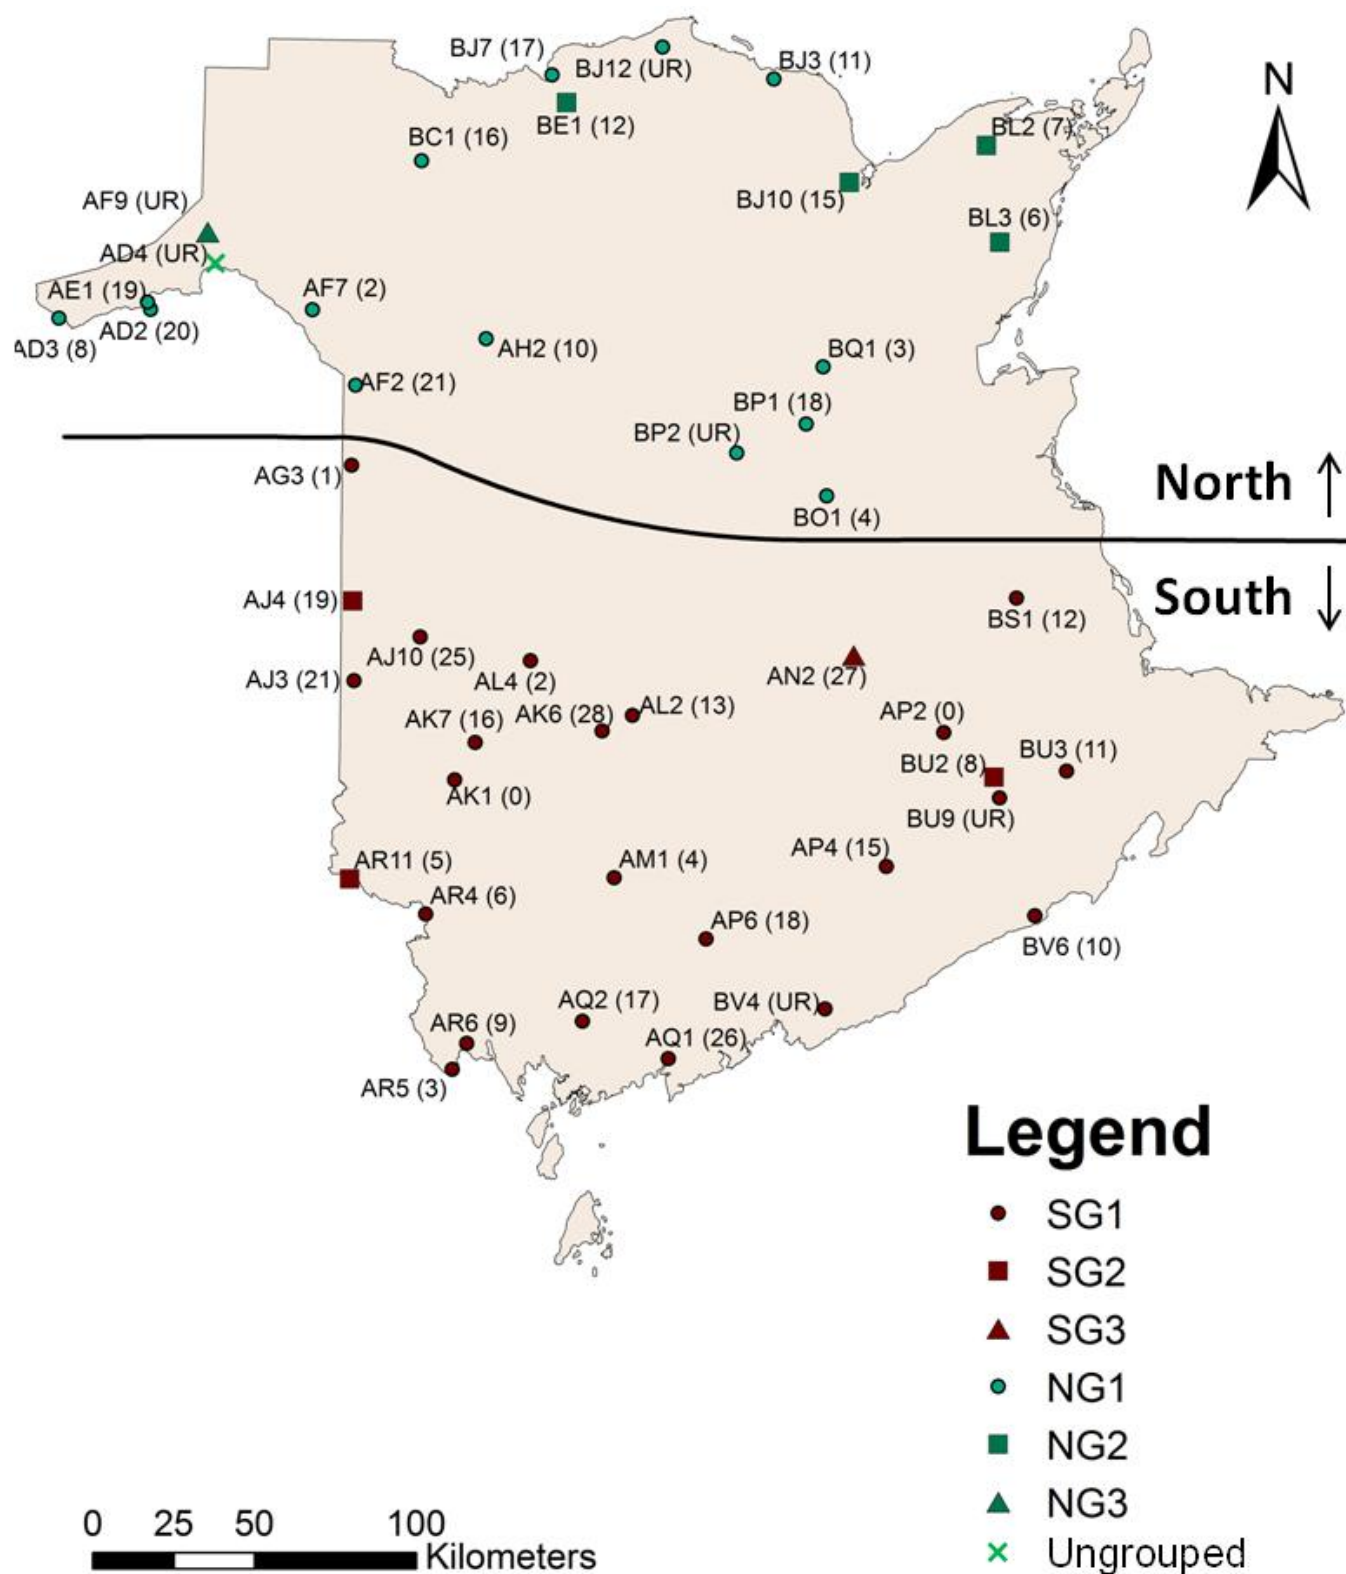 BJ7 (17)
BJ12 (UR)
BJ3 (11)
N
BE1 (12)
BL2 (7)
BC1 (16)
BJ10 (15)
AF9 (UR)
BL3 (6)
AD4 (UR)
AE1 (19)
AF7 (2)
AD2 (20)
AD3 (8)
AH2 (10)
BQ1 (3)
AF2 (21)
BP1 (18)
BP2 (UR)
AG3 (1)
North
BO1 (4)
AJ4 (19)
South
BS1 (12)
AJ10 (25)
AJ3 (21)
AL4 (2)
AN2 (27)
AK7 (16)
AK6 (28)
AL2 (13)
AP2 (0)
BU3 (11)
BU2 (8)
AK1 (0)
BU9 (UR)
AP4 (15)
AR11 (5)
AM1 (4)
AR4 (6)
AP6 (18)
BV6 (10)
AQ2 (17)
BV4 (UR)
AR6 (9)
AQ1 (26)
AR5 (3)
Legend
SG1
SG2
SG3
NG1
NG2
NG3
Ungrouped
0 25 50 100
Kilometers